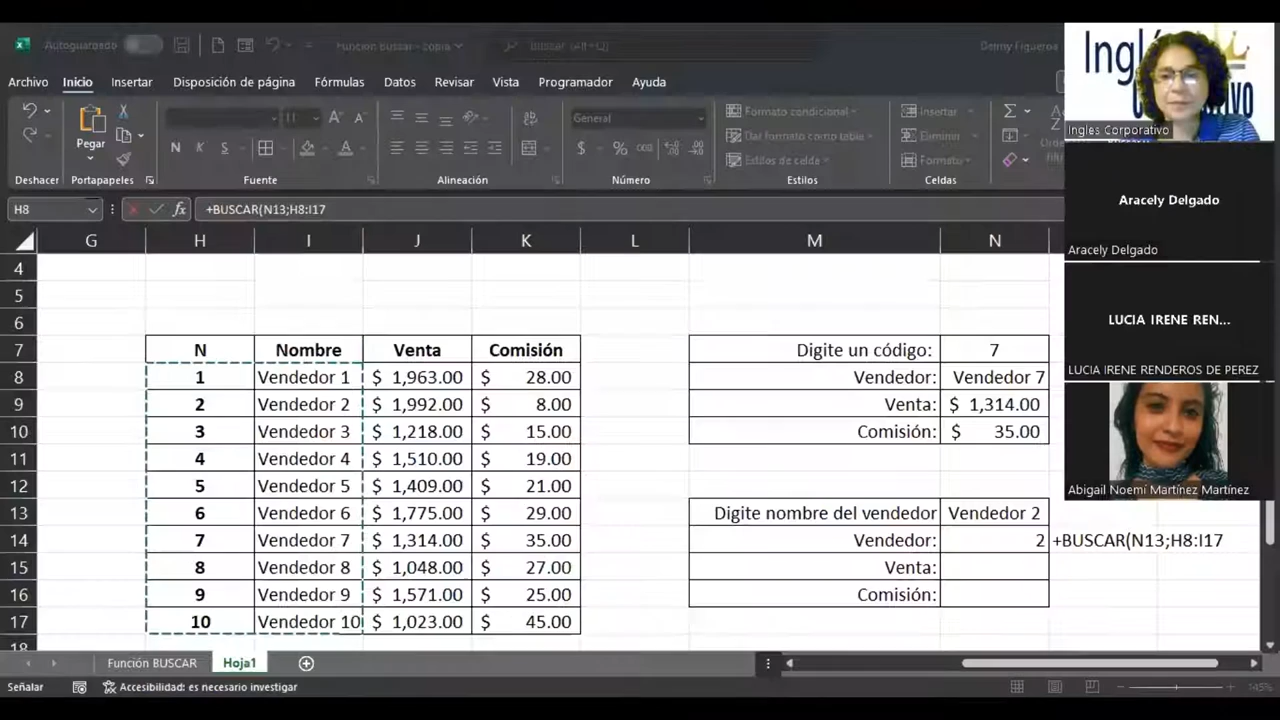 Autoguardado
Función Buscar - copia
Buscar (Alt+Q)
Denny Figueroa
Archivo Inicio Insertar Disposición de página Fórmulas Datos Revisar Vista Programador Ayuda
Pegar
11
N K S
General
Formato condicional
Dar formato como tabla
Estilos de celda
Insertar
Eliminar
Formato
Deshacer Portapapeles Fuente Alineación Número Estilos Celdas
H8 +BUSCAR(N13;H8:I17
G H I J K L M N
4
5
6
7 N Nombre Venta Comisión Digite un código: 7
8 1 Vendedor 1 $ 1,963.00 $ 28.00 Vendedor: Vendedor 7
9 2 Vendedor 2 $ 1,992.00 $ 8.00 Venta: $ 1,314.00
10 3 Vendedor 3 $ 1,218.00 $ 15.00 Comisión: $ 35.00
11 4 Vendedor 4 $ 1,510.00 $ 19.00
12 5 Vendedor 5 $ 1,409.00 $ 21.00
13 6 Vendedor 6 $ 1,775.00 $ 29.00 Digite nombre del vendedor Vendedor 2
14 7 Vendedor 7 $ 1,314.00 $ 35.00 Vendedor: 2 +BUSCAR(N13;H8:I17
15 8 Vendedor 8 $ 1,048.00 $ 27.00 Venta:
16 9 Vendedor 9 $ 1,571.00 $ 25.00 Comisión:
17 10 Vendedor 10 $ 1,023.00 $ 45.00
18
Función BUSCAR Hoja1
Señalar Accesibilidad: es necesario investigar 145%
Ingles Corporativo
Aracely Delgado
Aracely Delgado
LUCIA IRENE REN...
LUCIA IRENE RENDEROS DE PEREZ
Abigail Noemí Martínez Martínez